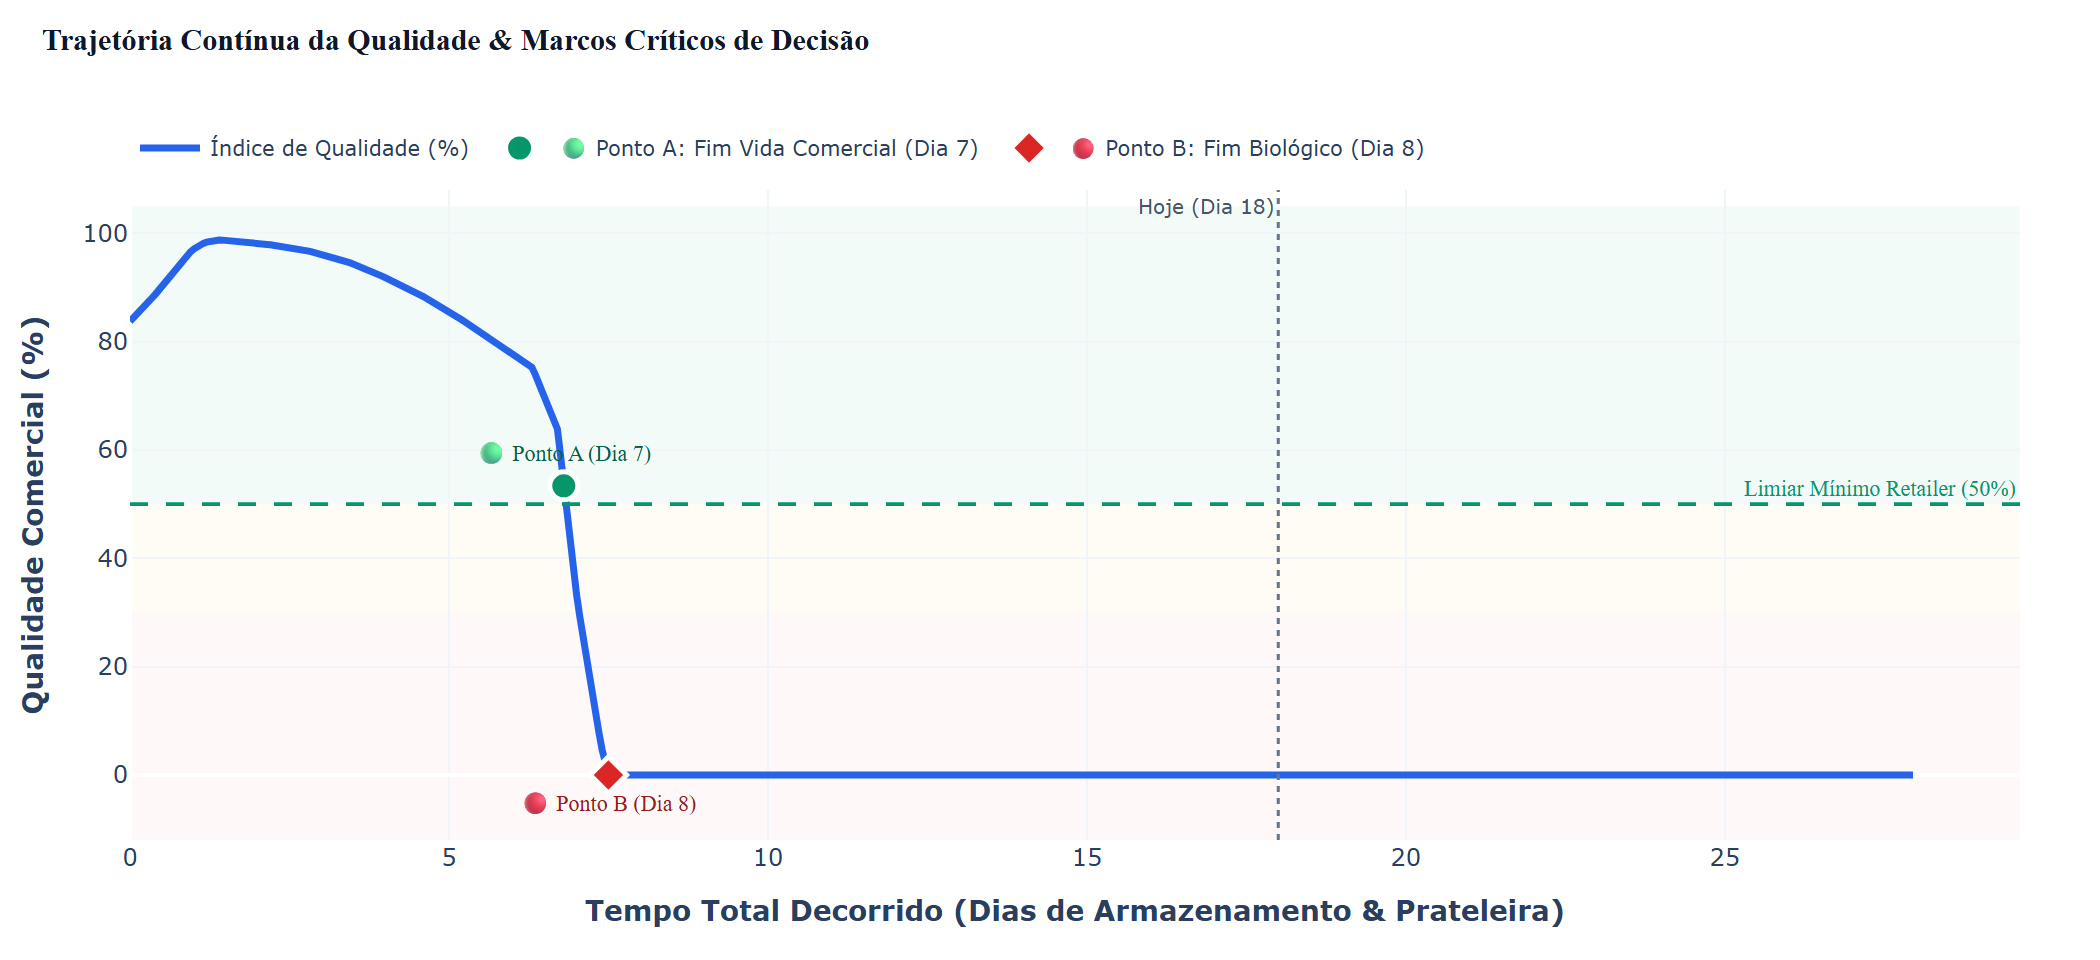 Trajetória Contínua da Qualidade & Marcos Críticos de Decisão
Índice de Qualidade (%)
Ponto A: Fim Vida Comercial (Dia 7)
Ponto B: Fim Biológico (Dia 8)
Hoje (Dia 18)
100
80
60
40
20
0
Qualidade Comercial (%)
Ponto A (Dia 7)
Limiar Mínimo Retailer (50%)
Ponto B (Dia 8)
0
5
10
15
20
25
Tempo Total Decorrido (Dias de Armazenamento & Prateleira)